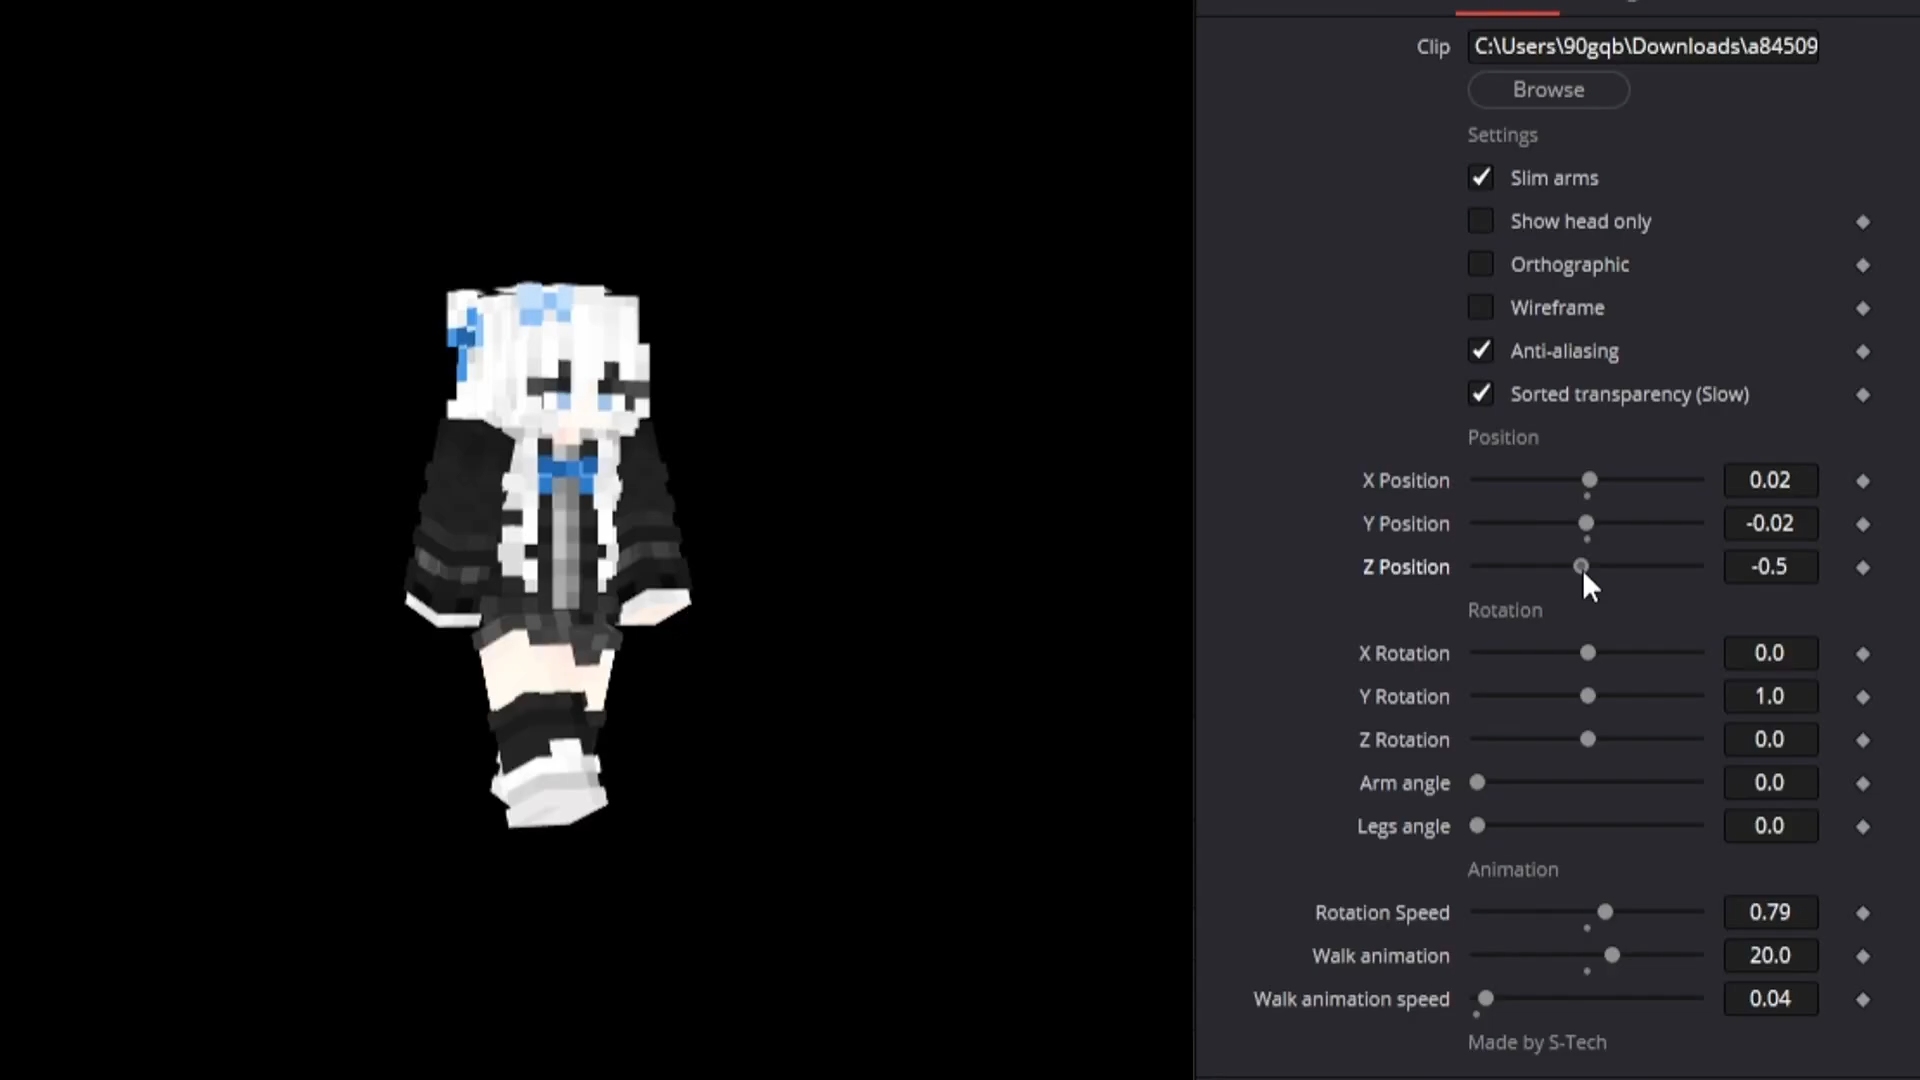 Clip C:\Users\90gqb\Downloads\a84509
Browse
Settings
Slim arms
Show head only
Orthographic
Wireframe
Anti-aliasing
Sorted transparency (Slow)
Position
X Position 0.02
Y Position -0.02
Z Position -0.5
Rotation
X Rotation 0.0
Y Rotation 1.0
Z Rotation 0.0
Arm angle 0.0
Legs angle 0.0
Animation
Rotation Speed 0.79
Walk animation 20.0
Walk animation speed 0.04
Made by S-Tech